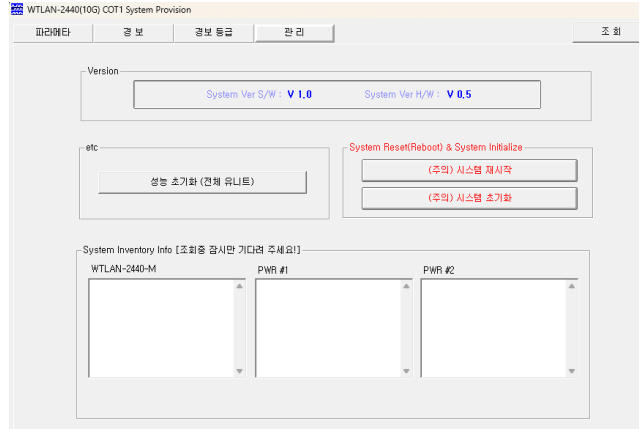 WTLAN-2440(10G) COT1 System Provision
파라메타 경 보 경보 등급 관 리 조 회
Version
System Ver S/W : V 1.0 System Ver H/W : V 0.5
etc
성능 초기화 (전체 유니트)
System Reset(Reboot) & System Initialize
(주의) 시스템 재시작
(주의) 시스템 초기화
System Inventory Info [조회중 잠시만 기다려 주세요!]
WTLAN-2440-M PWR #1 PWR #2